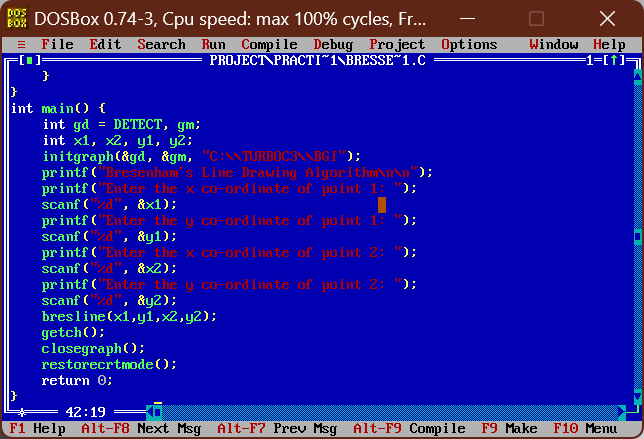 DOS BOX DOSBox 0.74-3, Cpu speed: max 100% cycles, Fr...
≡ File Edit Search Run Compile Debug Project Options Window Help
[■] PROJECT\PRACTI~1\BRESSE~1.C 1=[↑]
}
}
int main() {
int gd = DETECT, gm;
int x1, x2, y1, y2;
initgraph(&gd, &gm, "C:\\TURBOC3\\BGI");
printf("Bresenham's Line Drawing Algorithm\n\n");
printf("Enter the x co-ordinate of point 1: ");
scanf("%d", &x1);
printf("Enter the y co-ordinate of point 1: ");
scanf("%d", &y1);
printf("Enter the x co-ordinate of point 2: ");
scanf("%d", &x2);
printf("Enter the y co-ordinate of point 2: ");
scanf("%d", &y2);
bresline(x1,y1,x2,y2);
getch();
closegraph();
restorecrtmode();
return 0;
}
* 42:19
F1 Help Alt-F8 Next Msg Alt-F7 Prev Msg Alt-F9 Compile F9 Make F10 Menu